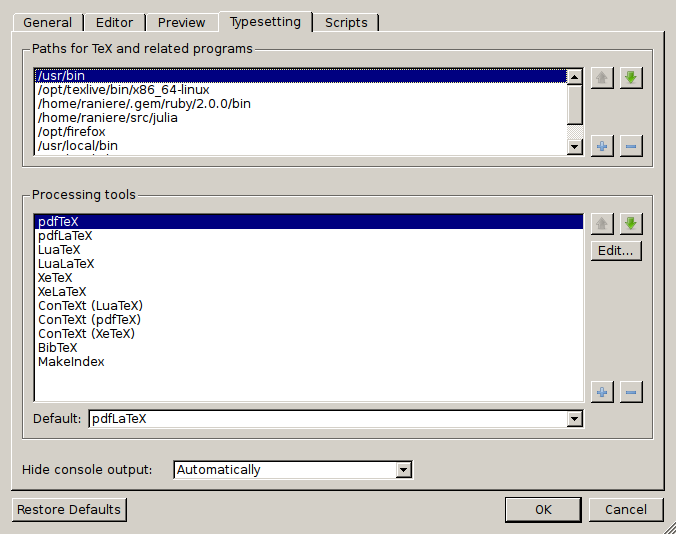 General Editor Preview Typesetting Scripts
Paths for TeX and related programs
/usr/bin
/opt/texlive/bin/x86_64-linux
/home/raniere/.gem/ruby/2.0.0/bin
/home/raniere/src/julia
/opt/firefox
/usr/local/bin
Processing tools
pdfTeX
pdfLaTeX
Edit...
LuaTeX
LuaLaTeX
XeTeX
XeLaTeX
ConTeXt (LuaTeX)
ConTeXt (pdfTeX)
ConTeXt (XeTeX)
BibTeX
MakeIndex
Default: pdfLaTeX
Hide console output: Automatically
Restore Defaults OK Cancel